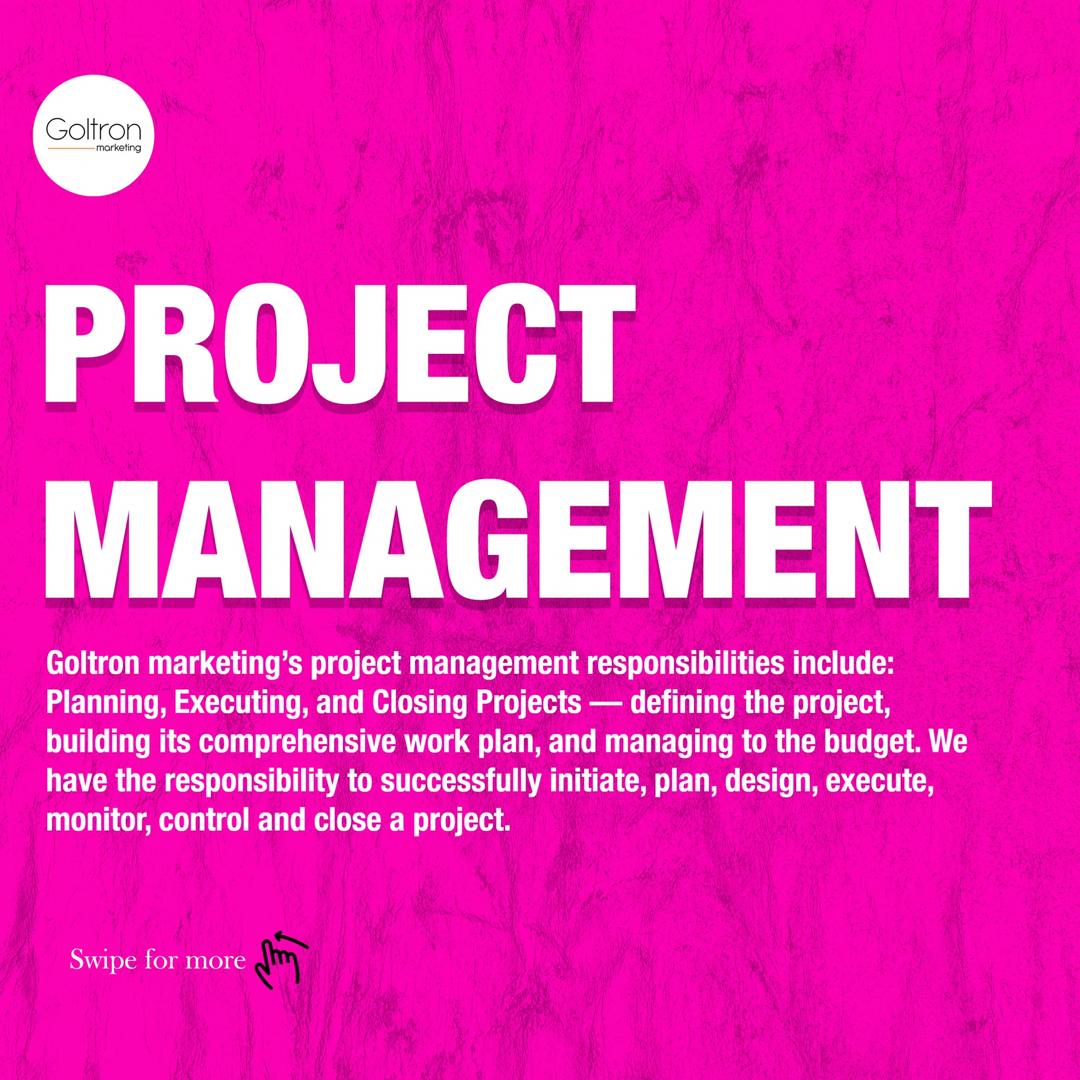 Goltron
marketing
PROJECT
MANAGEMENT
Goltron marketing’s project management responsibilities include:
Planning, Executing, and Closing Projects — defining the project,
building its comprehensive work plan, and managing to the budget. We
have the responsibility to successfully initiate, plan, design, execute,
monitor, control and close a project.
Swipe for more